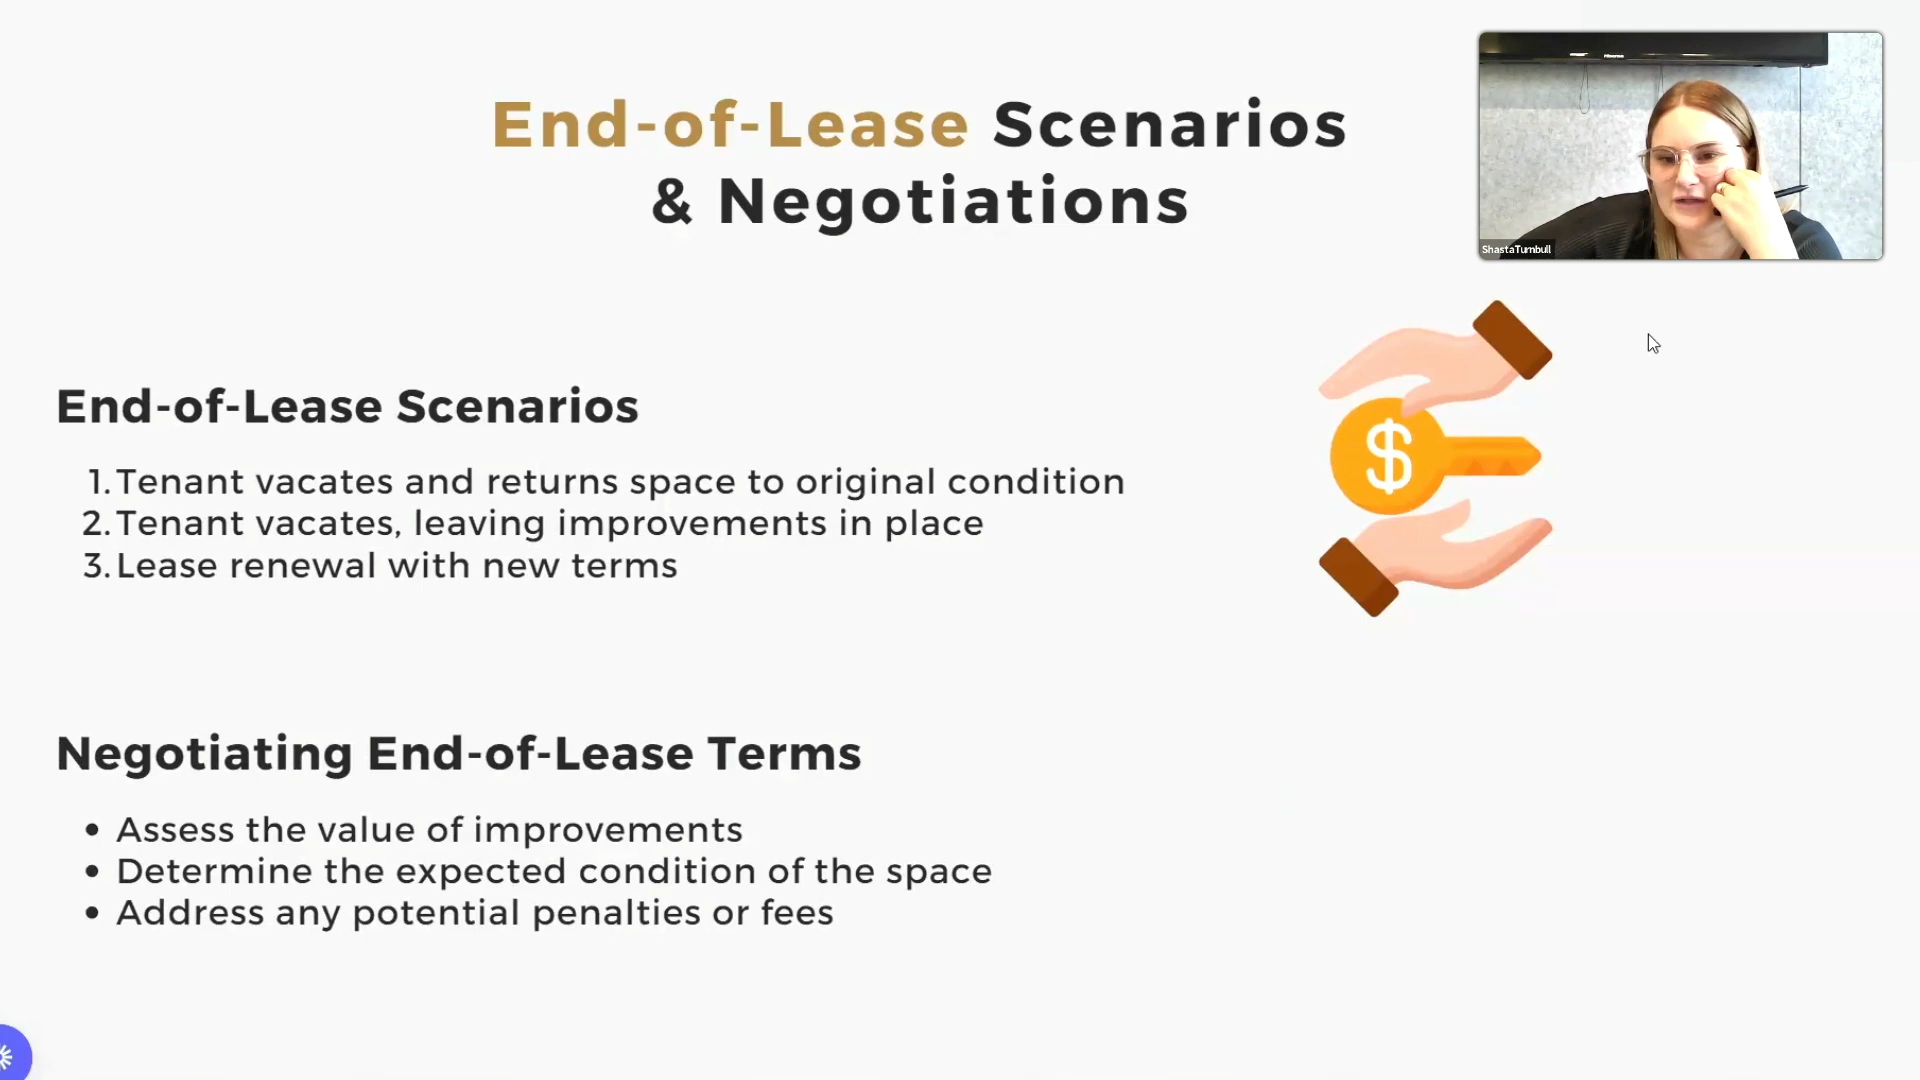 End-of-Lease Scenarios
& Negotiations
Hisense
ShastaTurnbull
End-of-Lease Scenarios
1. Tenant vacates and returns space to original condition
2. Tenant vacates, leaving improvements in place
3. Lease renewal with new terms
$
Negotiating End-of-Lease Terms
• Assess the value of improvements
• Determine the expected condition of the space
• Address any potential penalties or fees